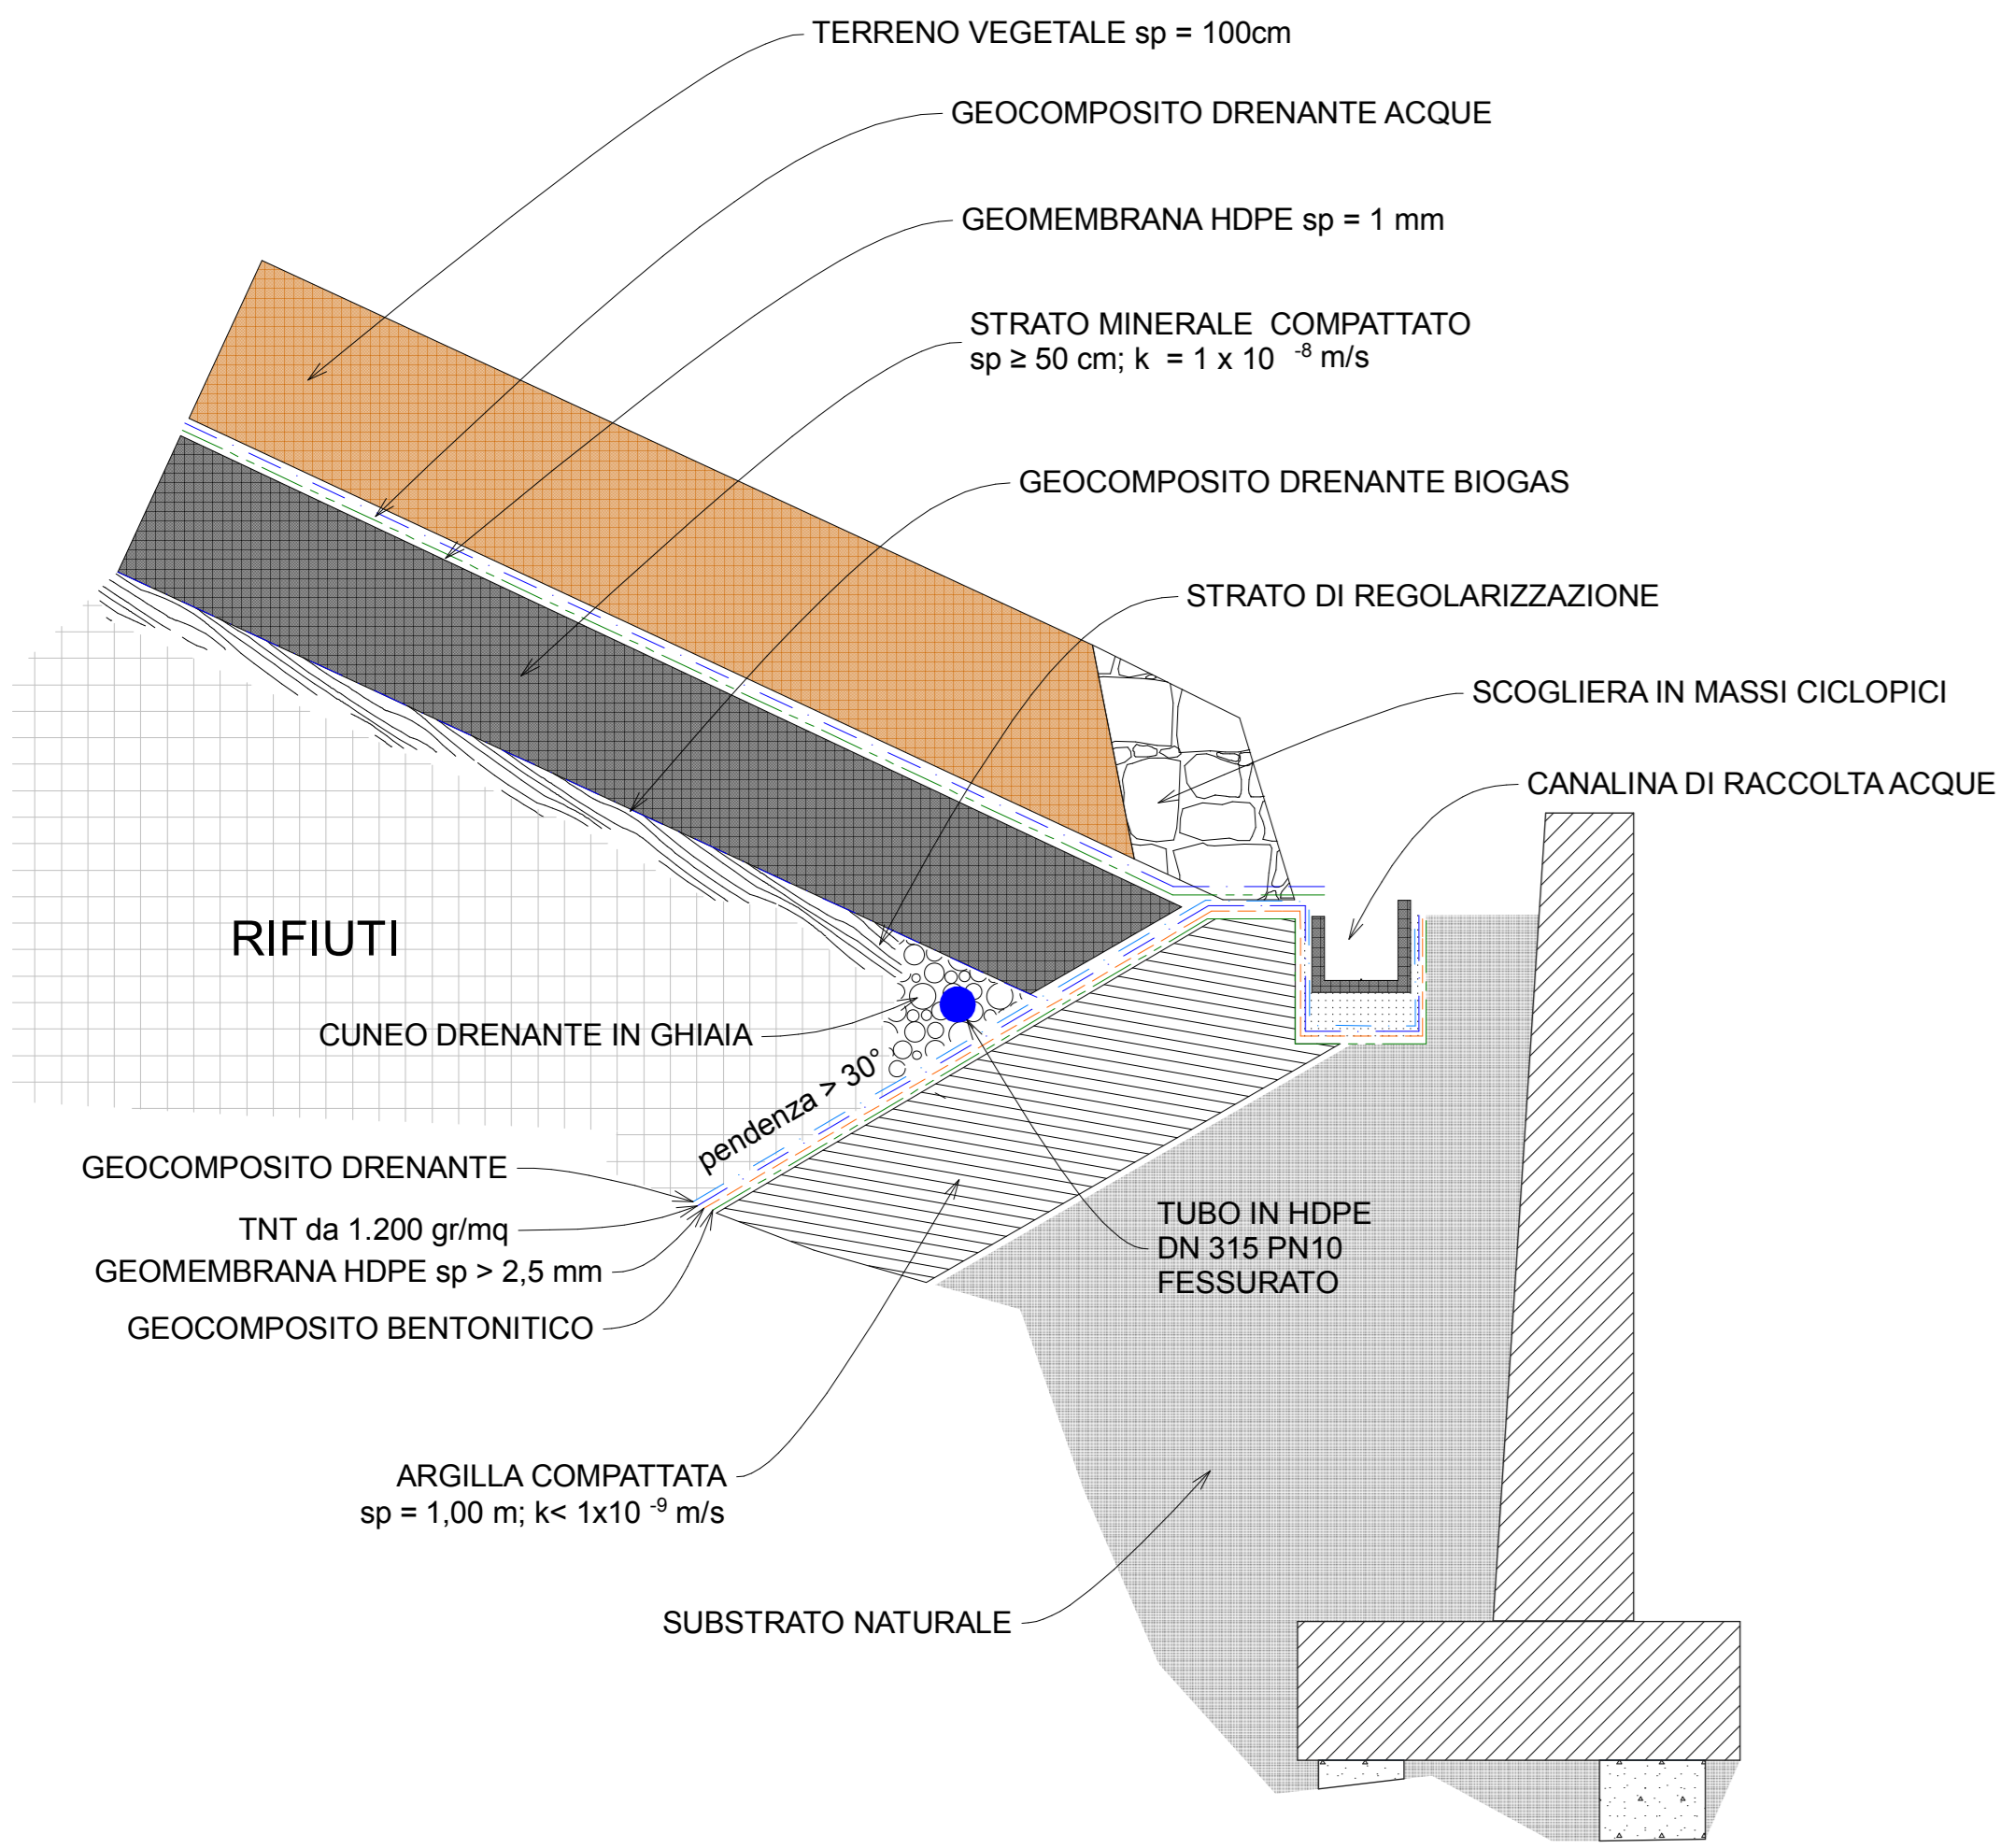 TERRENO VEGETALE sp = 100cm
GEOCOMPOSITO DRENANTE ACQUE
GEOMEMBRANA HDPE sp = 1 mm
STRATO MINERALE COMPATTATO
sp ≥ 50 cm; k = 1 x 10 -8 m/s
GEOCOMPOSITO DRENANTE BIOGAS
STRATO DI REGOLARIZZAZIONE
SCOGLIERA IN MASSI CICLOPICI
CANALINA DI RACCOLTA ACQUE
RIFIUTI
CUNEO DRENANTE IN GHIAIA
pendenza > 30°
GEOCOMPOSITO DRENANTE
TNT da 1.200 gr/mq
GEOMEMBRANA HDPE sp > 2,5 mm
GEOCOMPOSITO BENTONITICO
TUBO IN HDPE
DN 315 PN10
FESSURATO
ARGILLA COMPATTATA
sp = 1,00 m; k< 1x10 -9 m/s
SUBSTRATO NATURALE